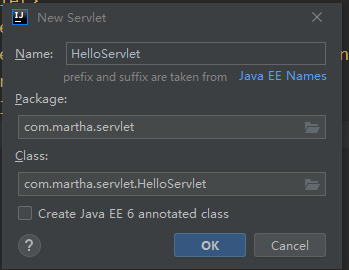 New Servlet
Name: HelloServlet
prefix and suffix are taken from Java EE Names
Package:
com.martha.servlet
Class:
com.martha.servlet.HelloServlet
Create Java EE 6 annotated class
? OK Cancel